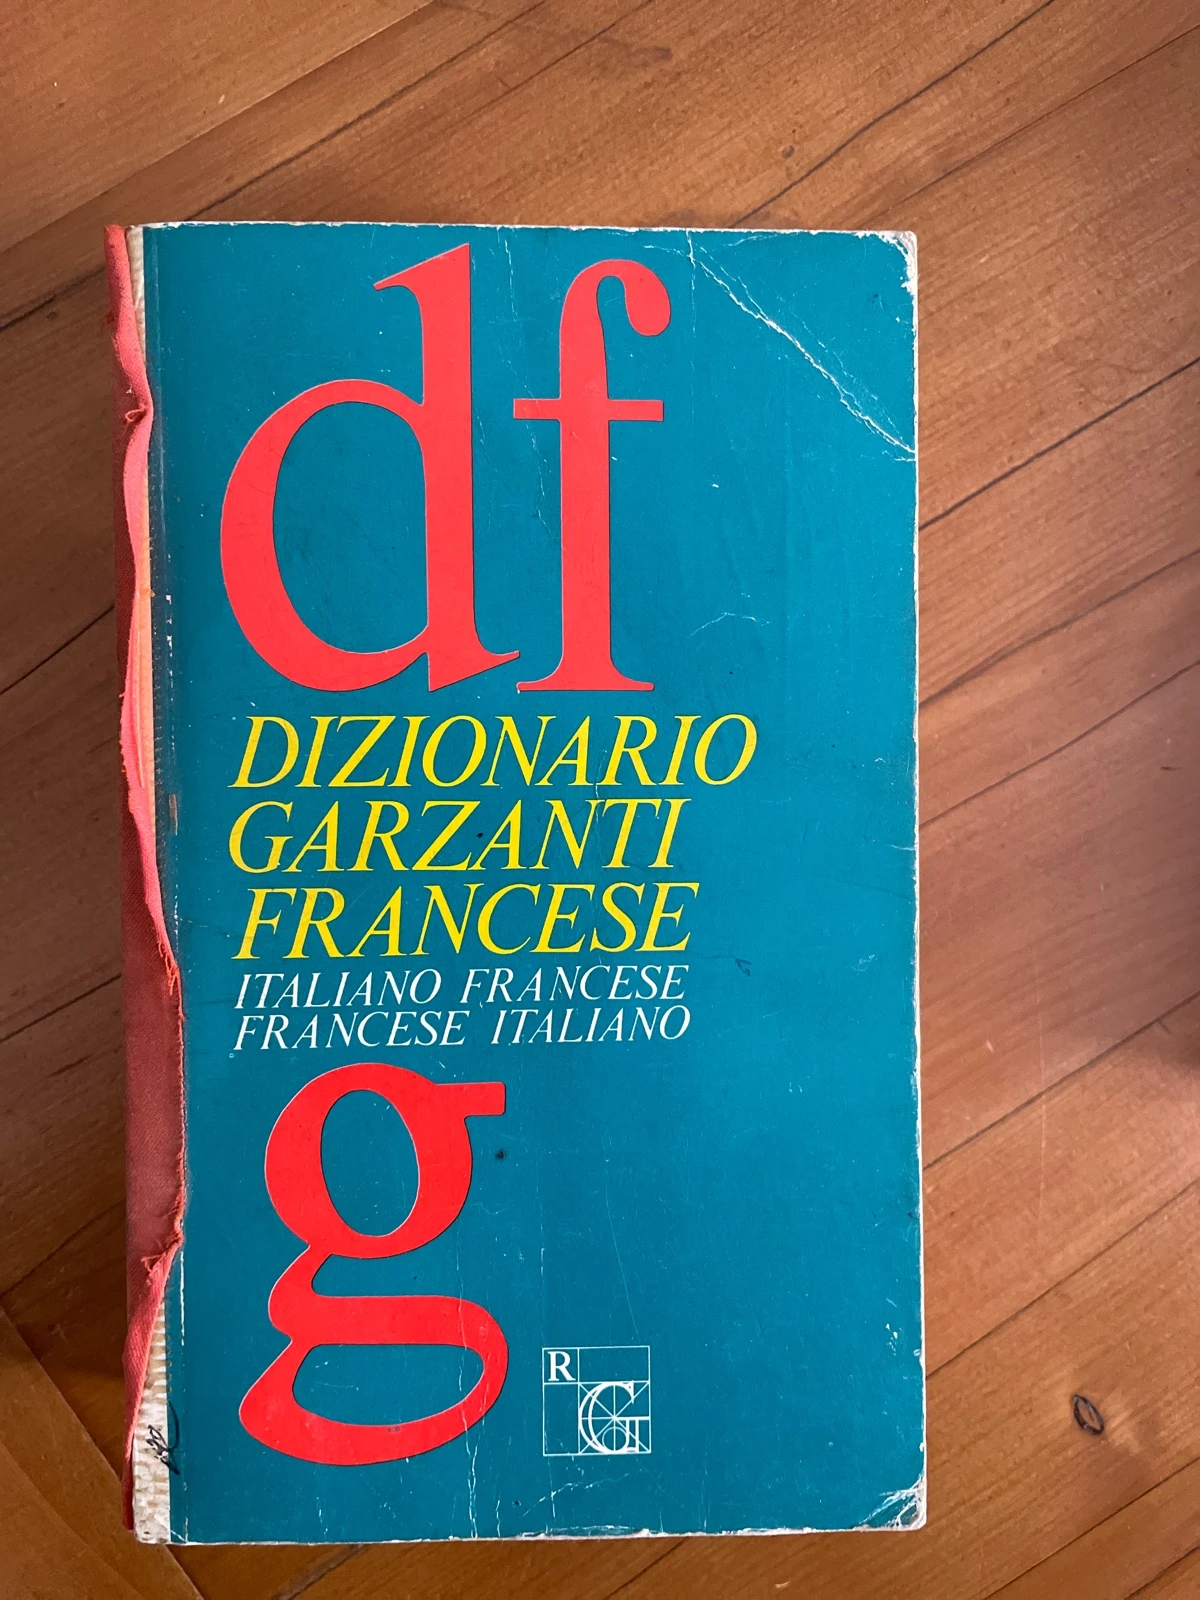 df
DIZIONARIO
GARZANTI
FRANCESE
ITALIANO FRANCESE
FRANCESE ITALIANO
g
R
G